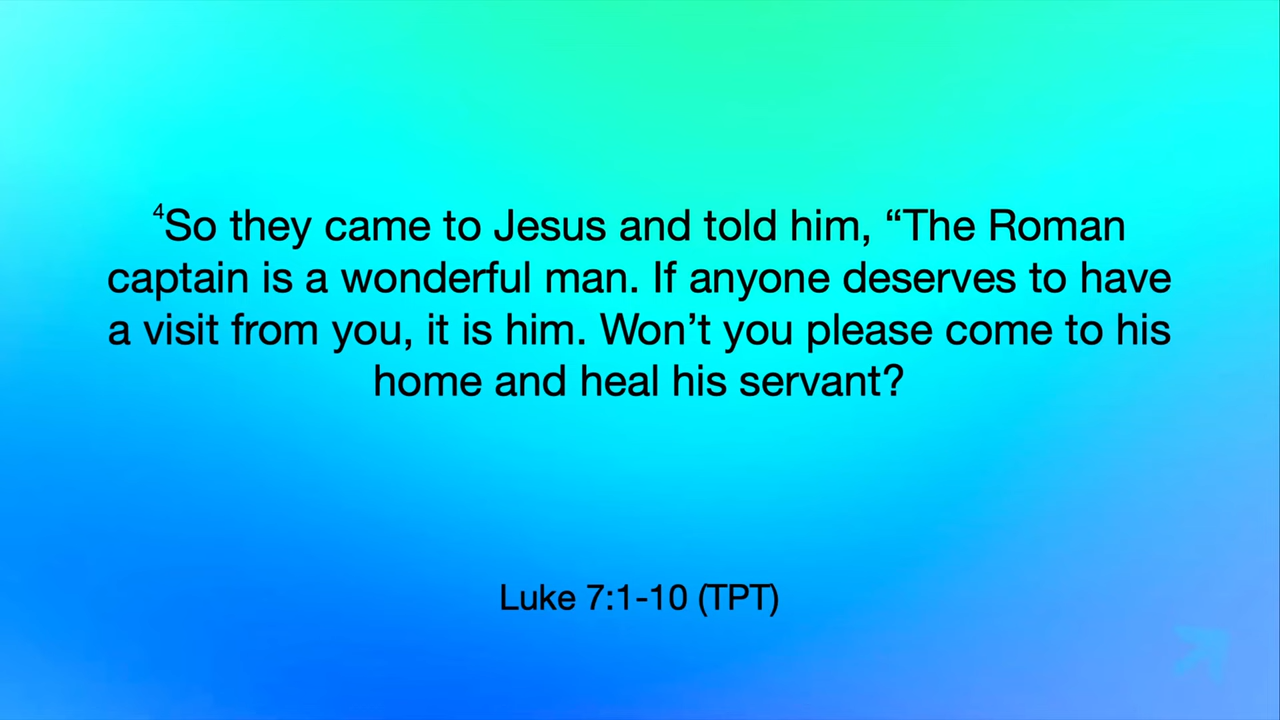 ⁴So they came to Jesus and told him, “The Roman
captain is a wonderful man. If anyone deserves to have
a visit from you, it is him. Won’t you please come to his
home and heal his servant?
Luke 7:1-10 (TPT)